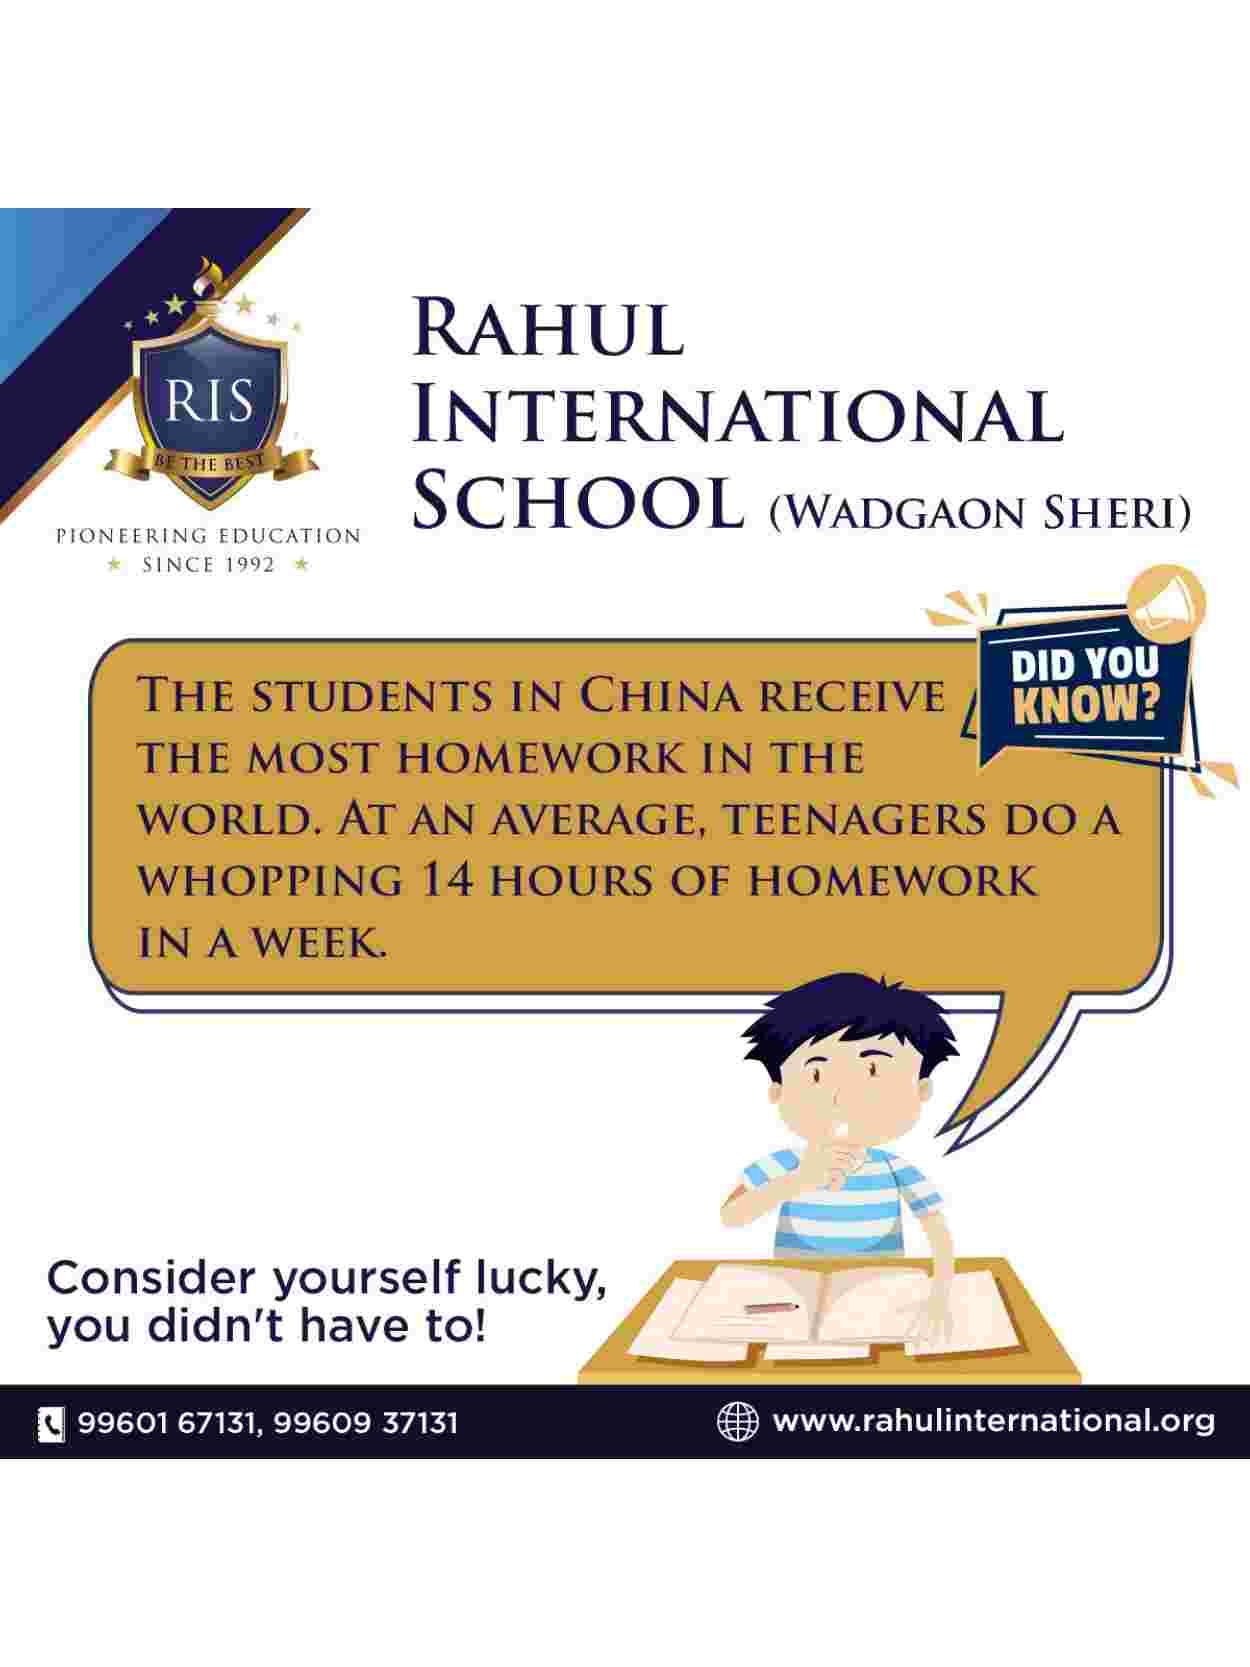 RIS
BE THE BEST
PIONEERING EDUCATION
SINCE 1992
RAHUL
INTERNATIONAL
SCHOOL (WADGAON SHERI)
DID YOU
KNOW?
THE STUDENTS IN CHINA RECEIVE
THE MOST HOMEWORK IN THE
WORLD. AT AN AVERAGE, TEENAGERS DO A
WHOPPING 14 HOURS OF HOMEWORK
IN A WEEK.
Consider yourself lucky,
you didn't have to!
99601 67131, 99609 37131
www.rahulinternational.org